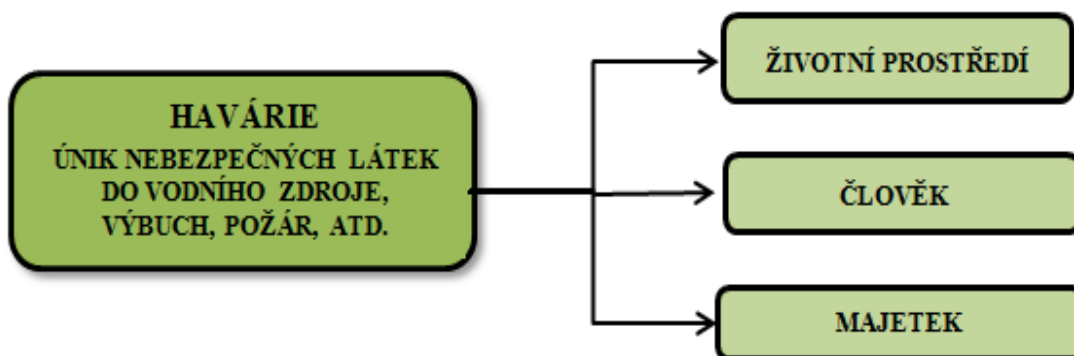 HAVÁRIE
ÚNIK NEBEZPEČNÝCH LÁTEK
DO VODNÍHO ZDROJE,
VÝBUCH, POŽÁR, ATD.
ŽIVOTNÍ PROSTŘEDÍ
ČLOVĚK
MAJETEK